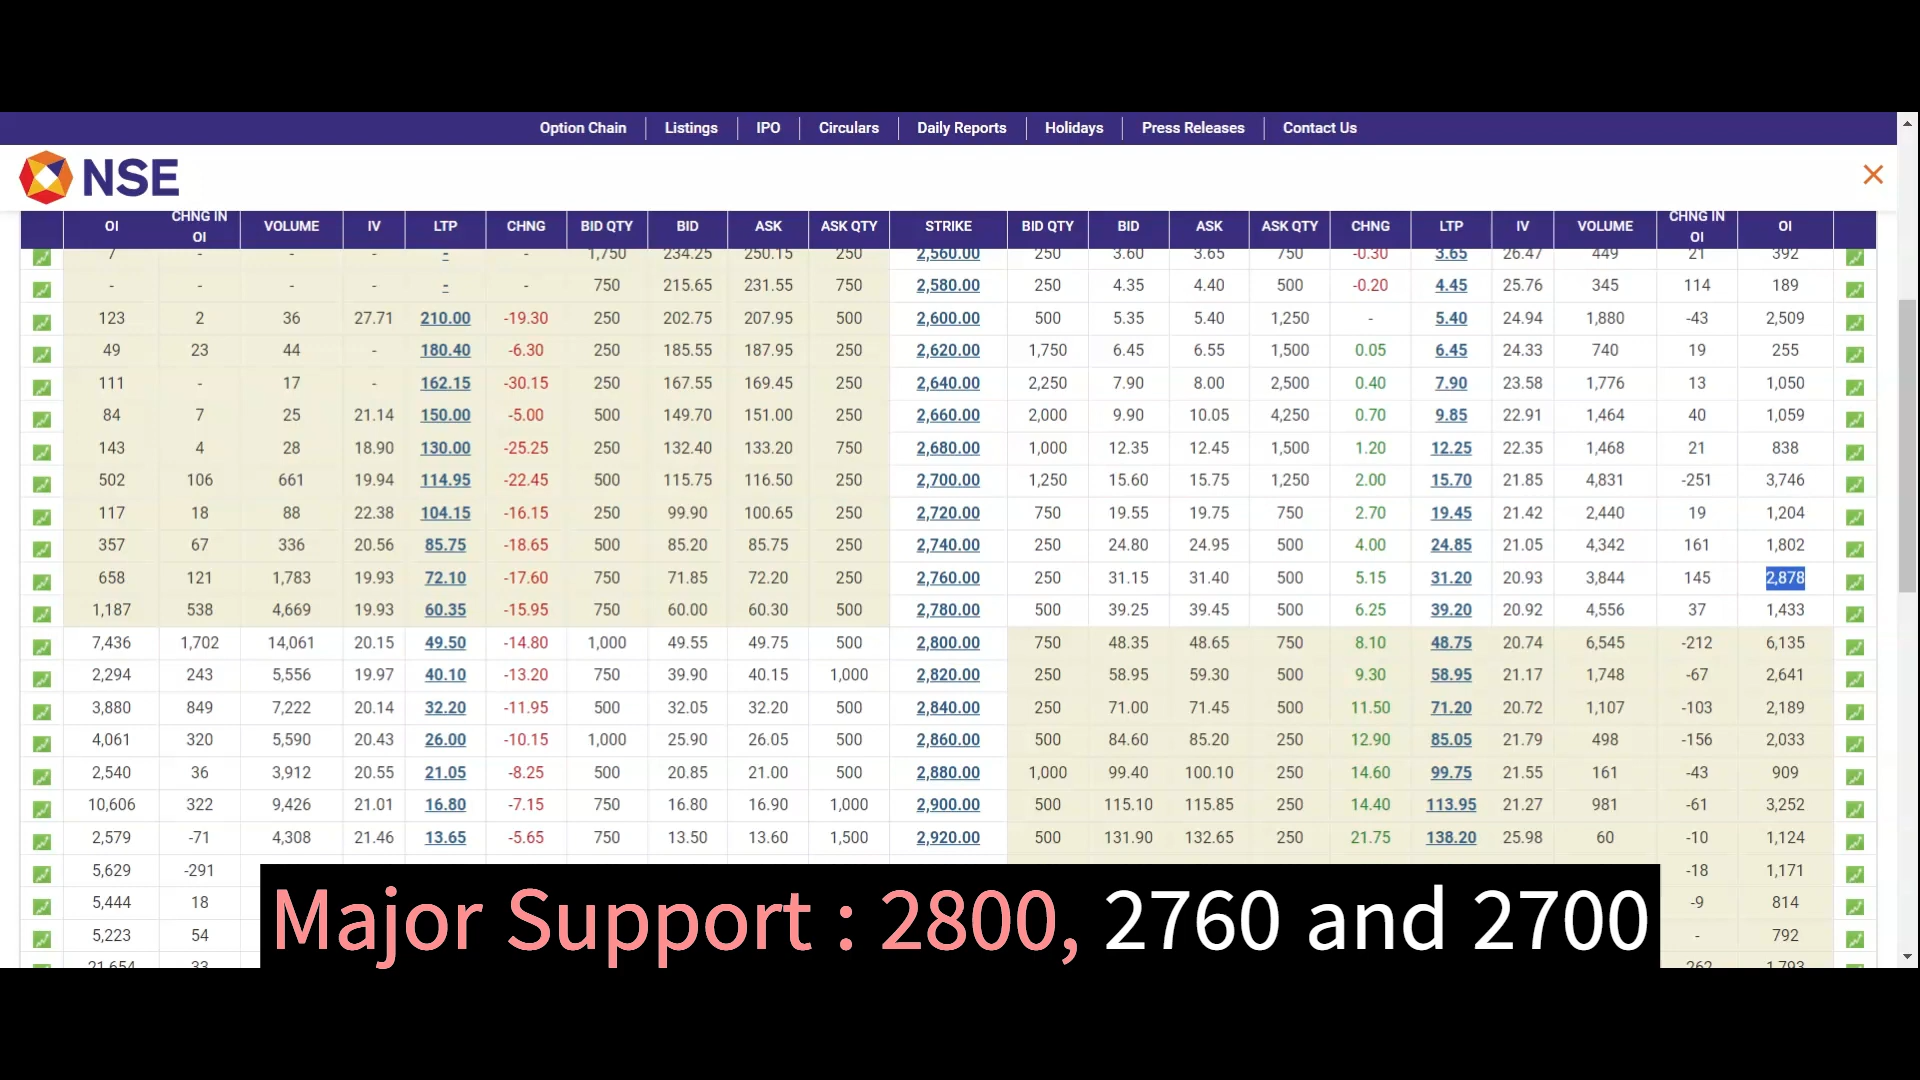 Option Chain Listings IPO Circulars Daily Reports Holidays Press Releases Contact Us
NSE
OI CHNG IN OI VOLUME IV LTP CHNG BID QTY BID ASK ASK QTY STRIKE BID QTY BID ASK ASK QTY CHNG LTP IV VOLUME CHNG IN OI OI
7 - - - - - 1,750 234.25 250.15 250 2,560.00 250 3.60 3.65 750 -0.30 3.65 26.47 449 21 392
- - - - - - 750 215.65 231.55 750 2,580.00 250 4.35 4.40 500 -0.20 4.45 25.76 345 114 189
123 2 36 27.71 210.00 -19.30 250 202.75 207.95 500 2,600.00 500 5.35 5.40 1,250 - 5.40 24.94 1,880 -43 2,509
49 23 44 - 180.40 -6.30 250 185.55 187.95 250 2,620.00 1,750 6.45 6.55 1,500 0.05 6.45 24.33 740 19 255
111 - 17 - 162.15 -30.15 250 167.55 169.45 250 2,640.00 2,250 7.90 8.00 2,500 0.40 7.90 23.58 1,776 13 1,050
84 7 25 21.14 150.00 -5.00 500 149.70 151.00 250 2,660.00 2,000 9.90 10.05 4,250 0.70 9.85 22.91 1,464 40 1,059
143 4 28 18.90 130.00 -25.25 250 132.40 133.20 750 2,680.00 1,000 12.35 12.45 1,500 1.20 12.25 22.35 1,468 21 838
502 106 661 19.94 114.95 -22.45 500 115.75 116.50 250 2,700.00 1,250 15.60 15.75 1,250 2.00 15.70 21.85 4,831 -251 3,746
117 18 88 22.38 104.15 -16.15 250 99.90 100.65 250 2,720.00 750 19.55 19.75 750 2.70 19.45 21.42 2,440 19 1,204
357 67 336 20.56 85.75 -18.65 500 85.20 85.75 250 2,740.00 250 24.80 24.95 500 4.00 24.85 21.05 4,342 161 1,802
658 121 1,783 19.93 72.10 -17.60 750 71.85 72.20 250 2,760.00 250 31.15 31.40 500 5.15 31.20 20.93 3,844 145 2,878
1,187 538 4,669 19.93 60.35 -15.95 750 60.00 60.30 500 2,780.00 500 39.25 39.45 500 6.25 39.20 20.92 4,556 37 1,433
7,436 1,702 14,061 20.15 49.50 -14.80 1,000 49.55 49.75 500 2,800.00 750 48.35 48.65 750 8.10 48.75 20.74 6,545 -212 6,135
2,294 243 5,556 19.97 40.10 -13.20 750 39.90 40.15 1,000 2,820.00 250 58.95 59.30 500 9.30 58.95 21.17 1,748 -67 2,641
3,880 849 7,222 20.14 32.20 -11.95 500 32.05 32.20 500 2,840.00 250 71.00 71.45 500 11.50 71.20 20.72 1,107 -103 2,189
4,061 320 5,590 20.43 26.00 -10.15 1,000 25.90 26.05 500 2,860.00 500 84.60 85.20 250 12.90 85.05 21.79 498 -156 2,033
2,540 36 3,912 20.55 21.05 -8.25 500 20.85 21.00 500 2,880.00 1,000 99.40 100.10 250 14.60 99.75 21.55 161 -43 909
10,606 322 9,426 21.01 16.80 -7.15 750 16.80 16.90 1,000 2,900.00 500 115.10 115.85 250 14.40 113.95 21.27 981 -61 3,252
2,579 -71 4,308 21.46 13.65 -5.65 750 13.50 13.60 1,500 2,920.00 500 131.90 132.65 250 21.75 138.20 25.98 60 -10 1,124
5,629 -291 -18 1,171
5,444 18 -9 814
5,223 54 - 792
21,654 33 262 1,793
Major Support : 2800, 2760 and 2700